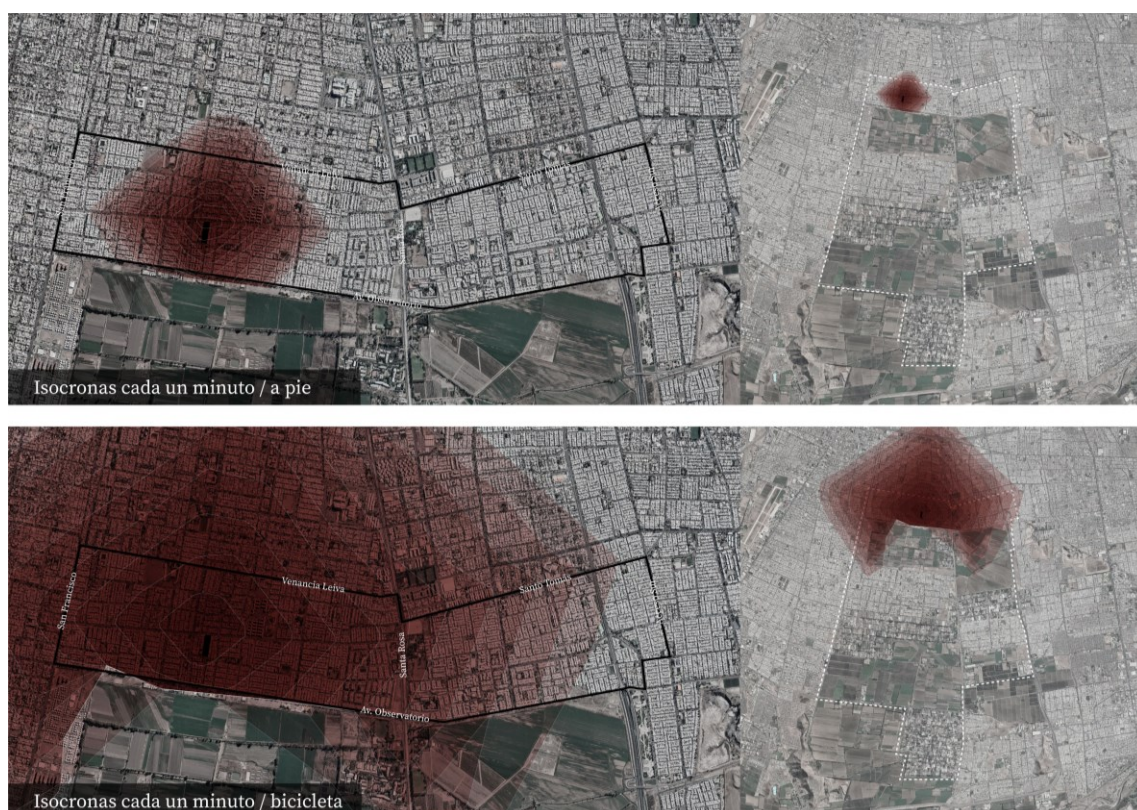 Av. Observatorio
Isocronas cada un minuto / a pie
Venancia Leiva
Santo Tomás
San Francisco
Santa Rosa
Av. Observatorio
Isocronas cada un minuto / bicicleta